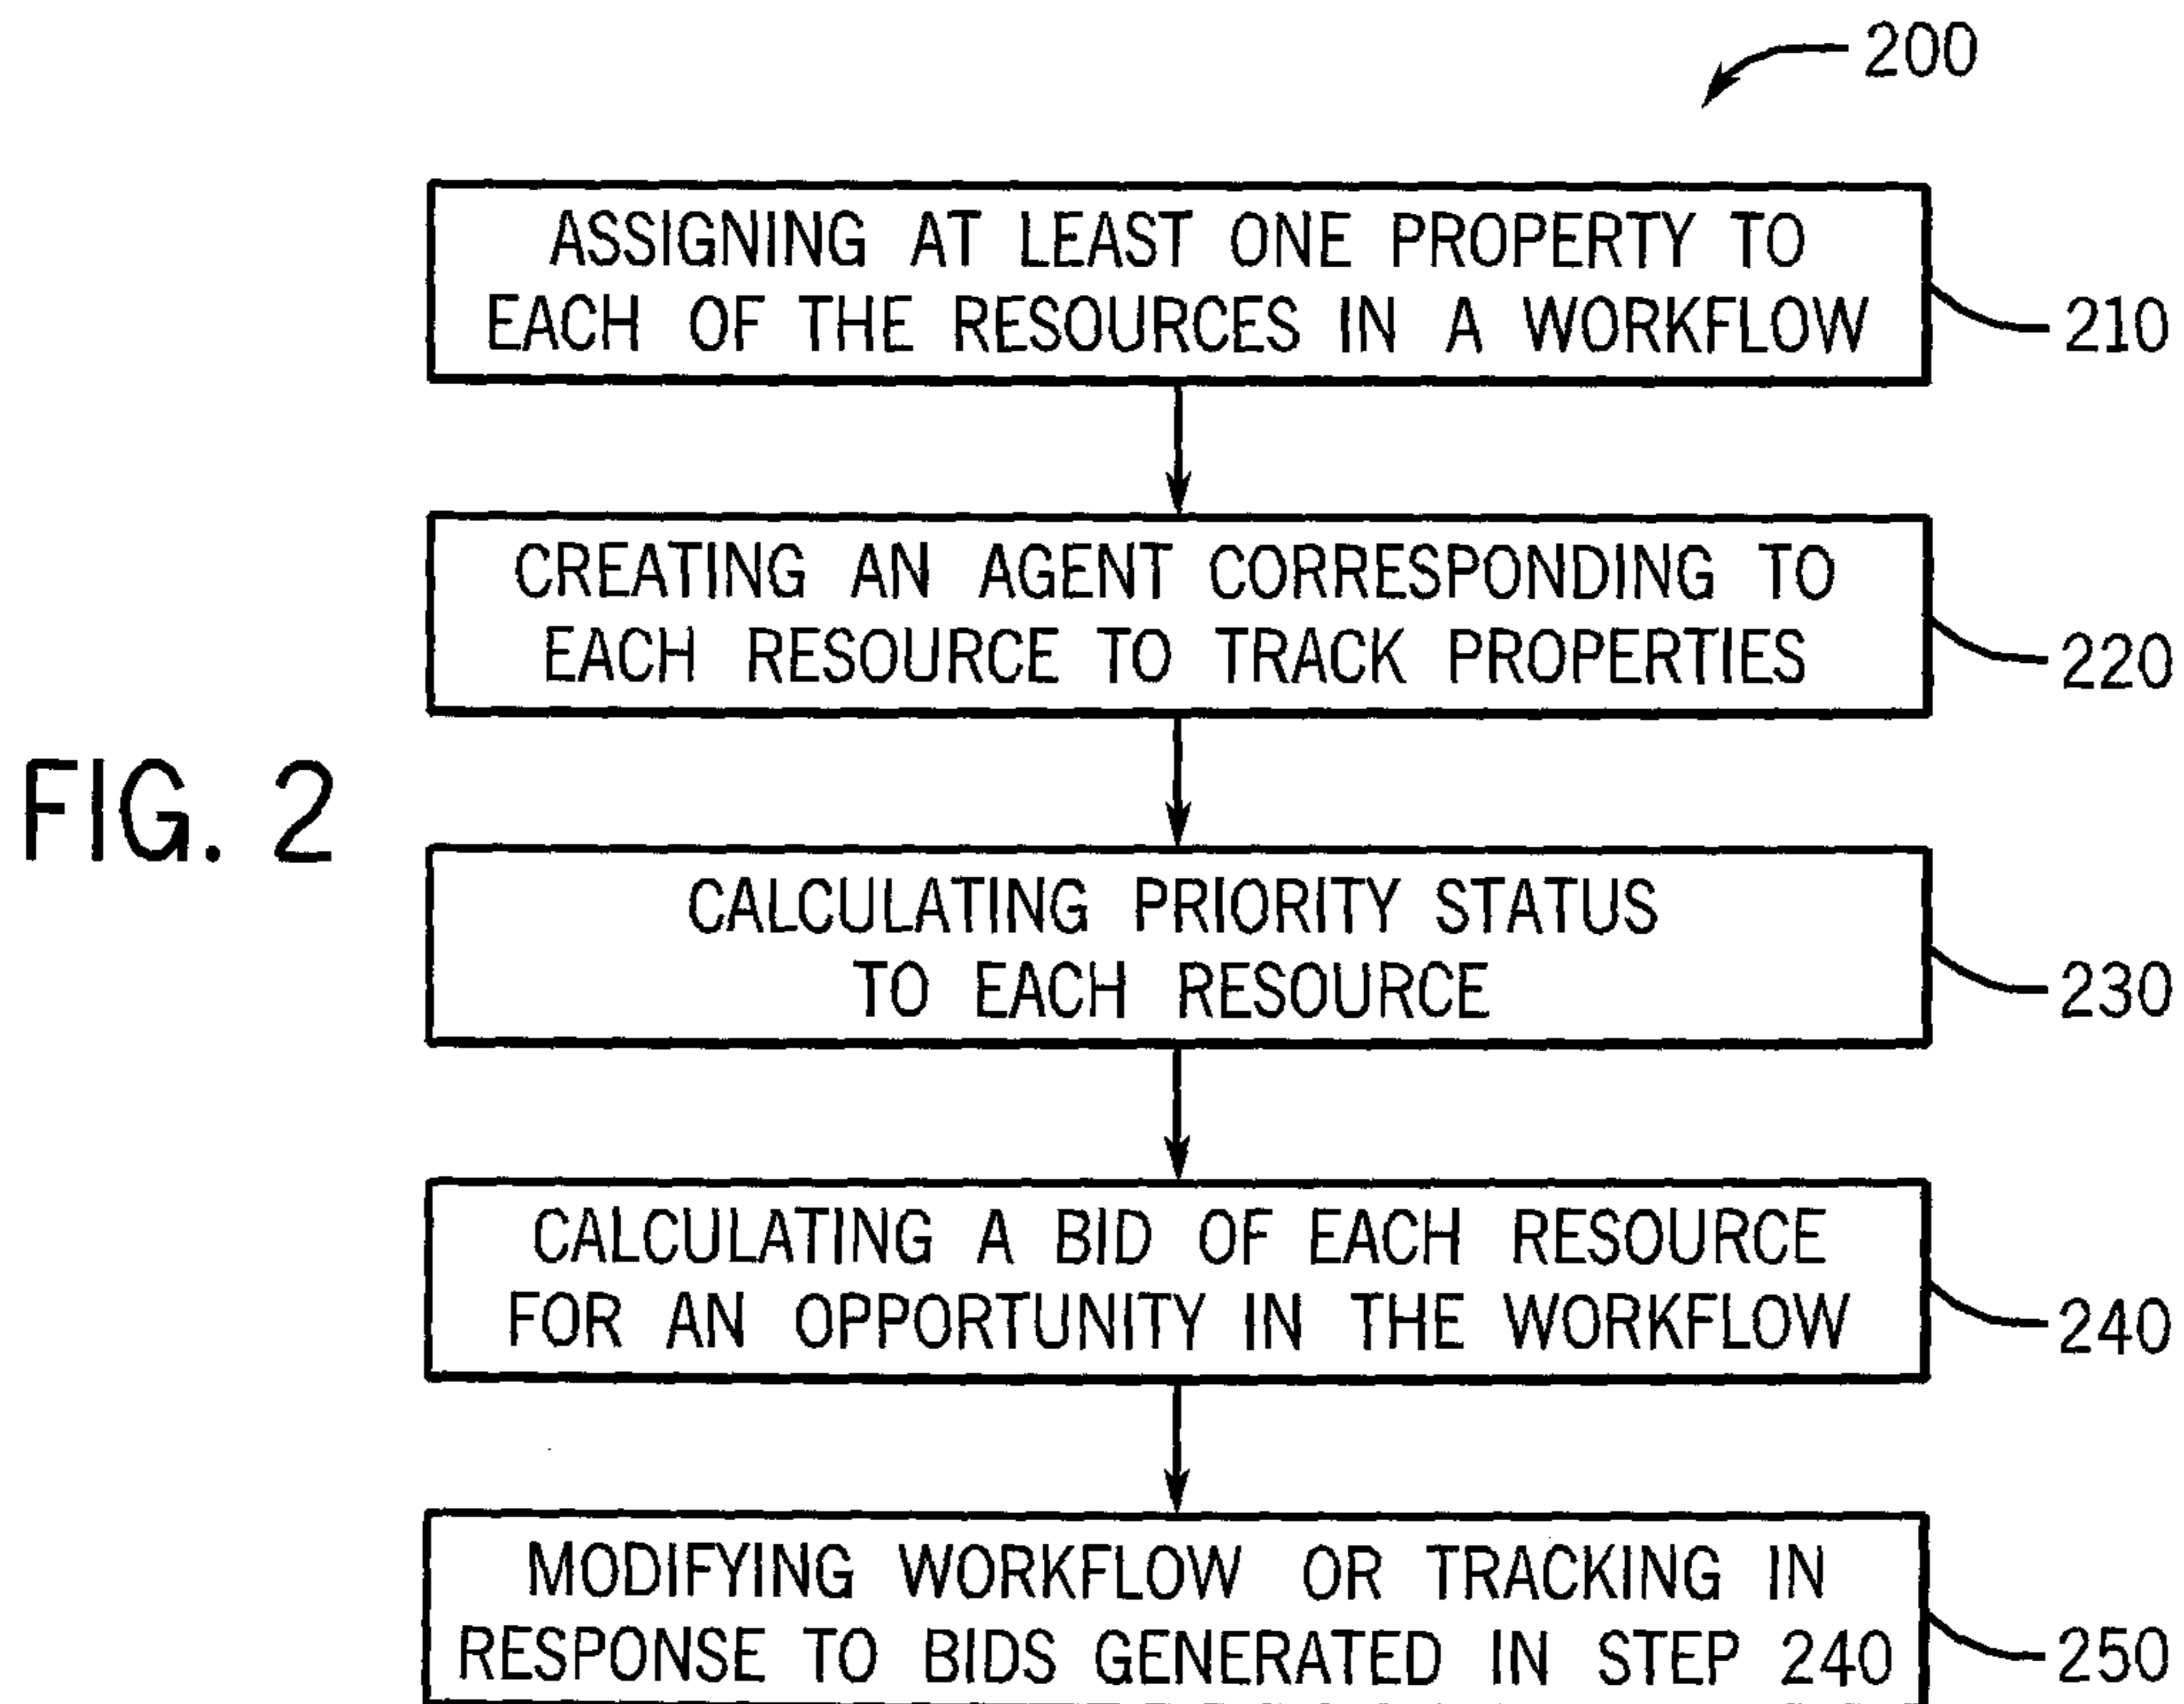 200
ASSIGNING AT LEAST ONE PROPERTY TO
EACH OF THE RESOURCES IN A WORKFLOW
210
CREATING AN AGENT CORRESPONDING TO
EACH RESOURCE TO TRACK PROPERTIES
220
FIG. 2
CALCULATING PRIORITY STATUS
TO EACH RESOURCE
230
CALCULATING A BID OF EACH RESOURCE
FOR AN OPPORTUNITY IN THE WORKFLOW
240
MODIFYING WORKFLOW OR TRACKING IN
RESPONSE TO BIDS GENERATED IN STEP 240
250